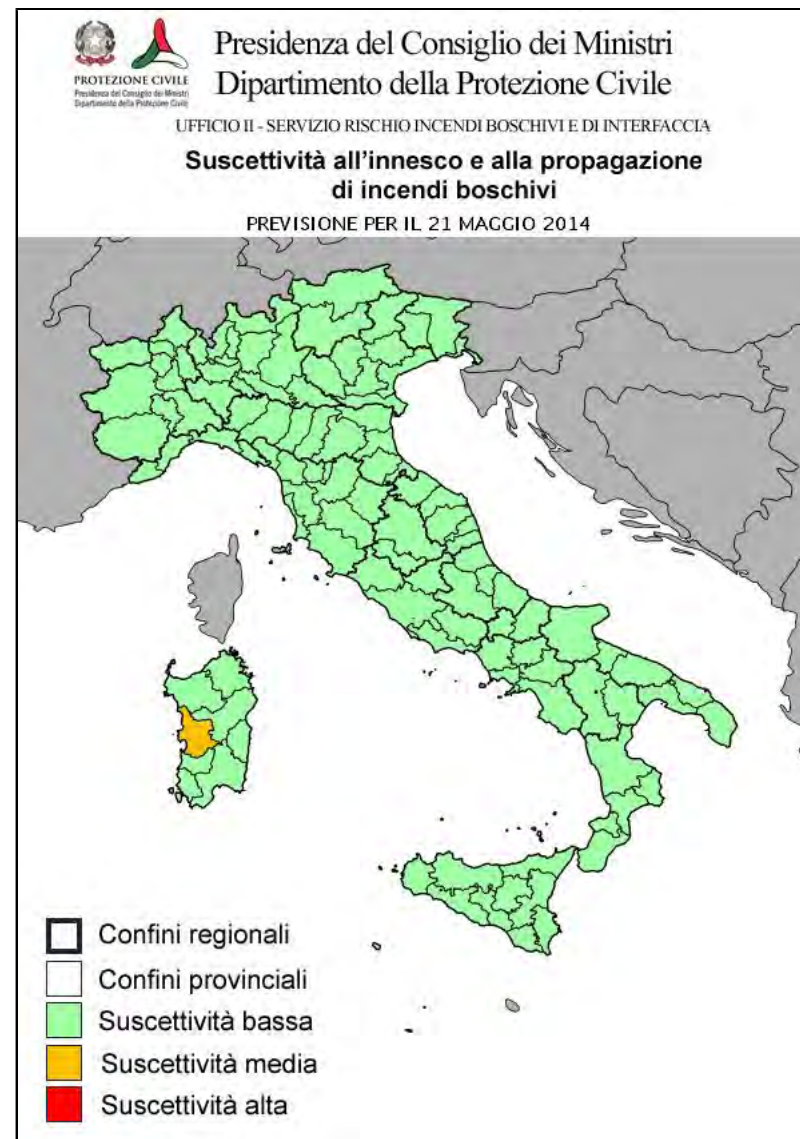 Presidenza del Consiglio dei Ministri
Dipartimento della Protezione Civile
PROTEZIONE CIVILE
Presidenza del Consiglio dei Ministri
Dipartimento della Protezione Civile
UFFICIO II - SERVIZIO RISCHIO INCENDI BOSCHIVI E DI INTERFACCIA
Suscettività all'innesco e alla propagazione
di incendi boschivi
PREVISIONE PER IL 21 MAGGIO 2014
Confini regionali
Confini provinciali
Suscettività bassa
Suscettività media
Suscettività alta